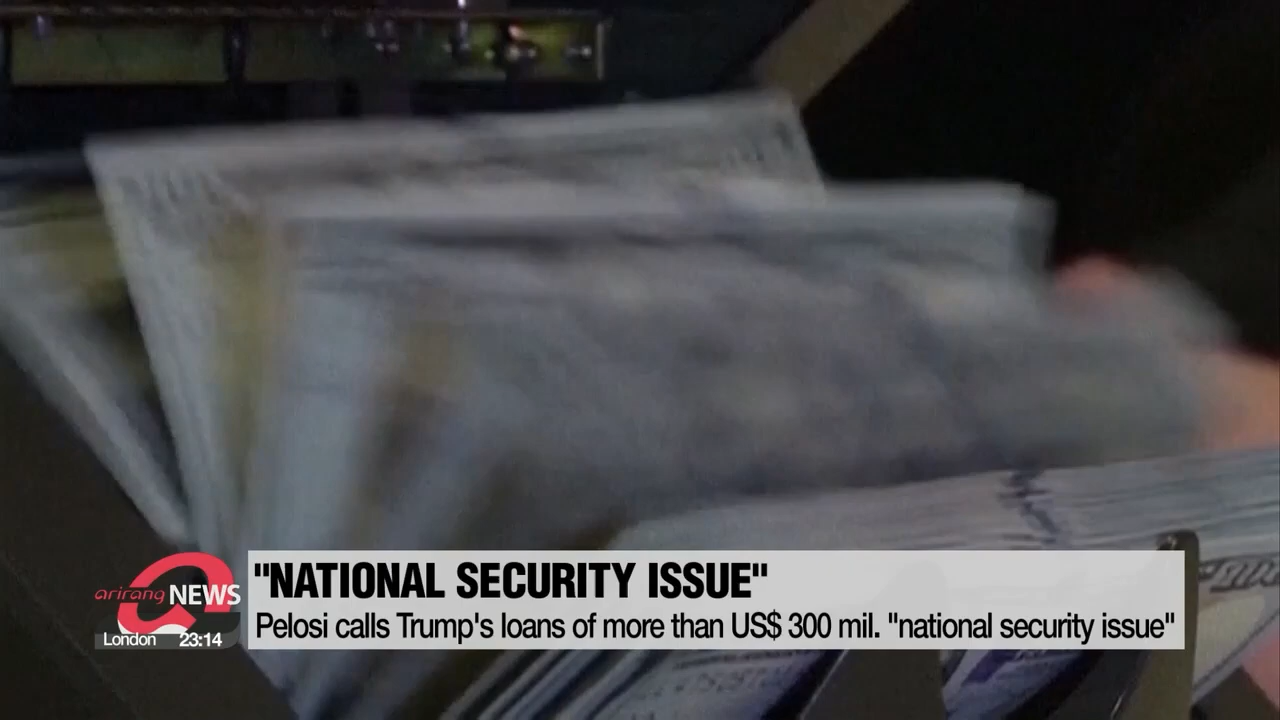 "NATIONAL SECURITY ISSUE"
Pelosi calls Trump's loans of more than US$ 300 mil. "national security issue"
arirang NEWS
London 23:14